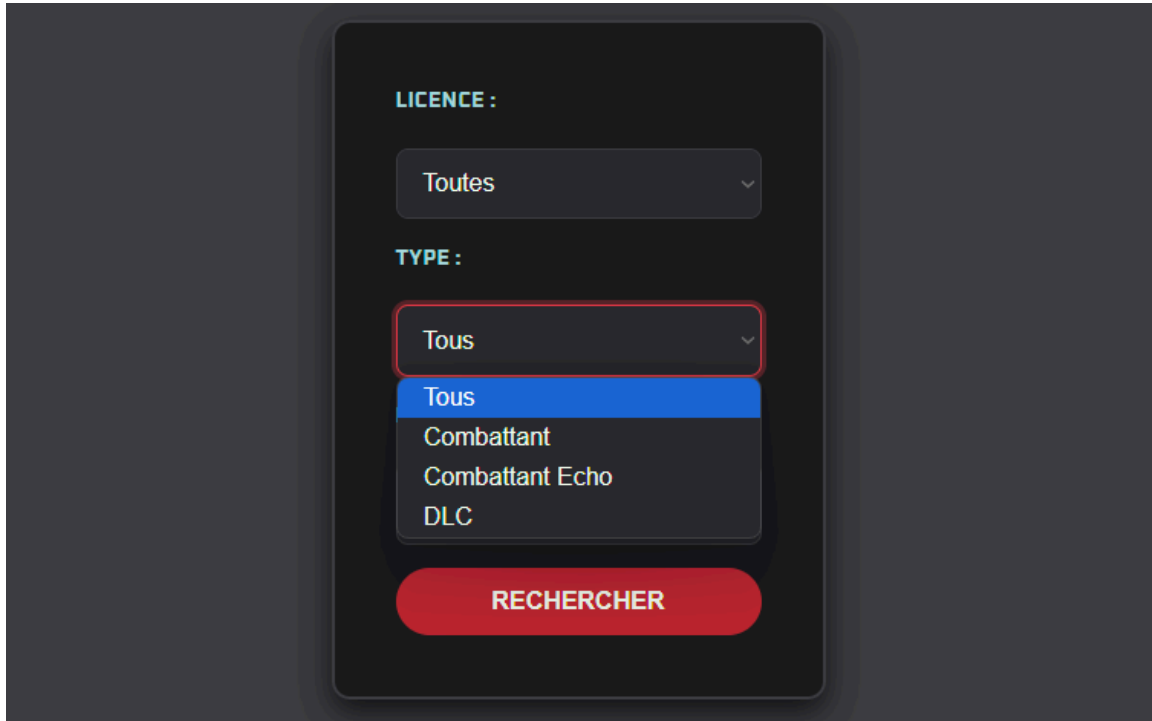 LICENCE :
Toutes
TYPE :
Tous
Tous
Combattant
Combattant Echo
DLC
RECHERCHER